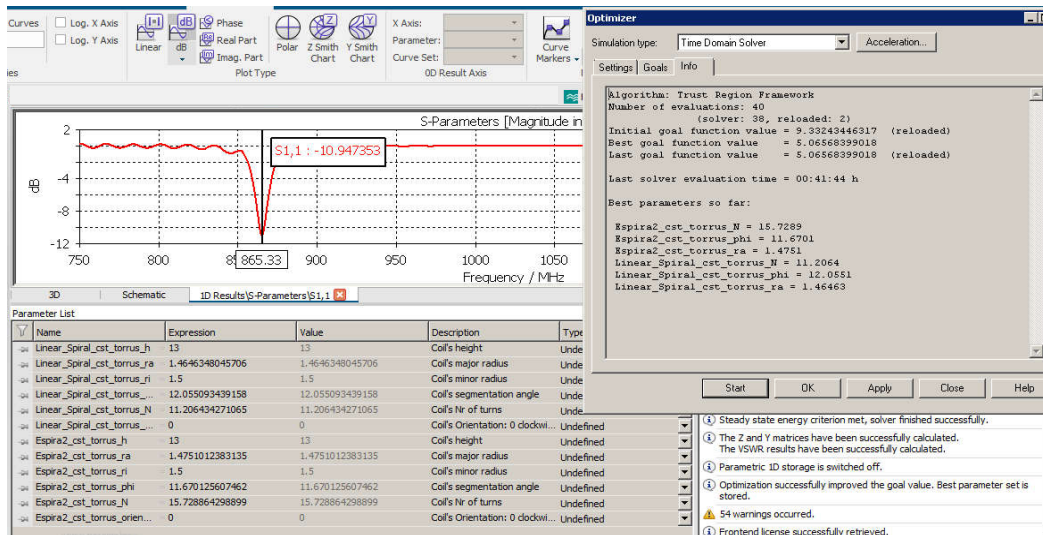 Curves
Log. X Axis
Log. Y Axis
Linear
dB
dB
Phase
Real Part
Imag. Part
Polar
Z Smith Chart
Y Smith Chart
Plot Type
X Axis:
Parameter:
Curve Set:
0D Result Axis
Curve Markers
S-Parameters [Magnitude in
dB
2
-4
-8
-12
S1,1 : -10.947353
750
800
865.33
900
950
1000
1050
Frequency / MHz
3D
Schematic
1D Results\S-Parameters\S1,1
Parameter List
Name Expression Value Description Type
Linear_Spiral_cst_torrus_h 13 13 Coil's height Unde
Linear_Spiral_cst_torrus_ra 1.4646348045706 1.4646348045706 Coil's major radius Unde
Linear_Spiral_cst_torrus_ri 1.5 1.5 Coil's minor radius Unde
Linear_Spiral_cst_torrus_... 12.055093439158 12.055093439158 Coil's segmentation angle Unde
Linear_Spiral_cst_torrus_N 11.206434271065 11.206434271065 Coil's Nr of turns Unde
Linear_Spiral_cst_torrus_... 0 0 Coil's Orientation: 0 clockwi... Undefined
Espira2_cst_torrus_h 13 13 Coil's height Undefined
Espira2_cst_torrus_ra 1.4751012383135 1.4751012383135 Coil's major radius Undefined
Espira2_cst_torrus_ri 1.5 1.5 Coil's minor radius Undefined
Espira2_cst_torrus_phi 11.670125607462 11.670125607462 Coil's segmentation angle Undefined
Espira2_cst_torrus_N 15.728864298899 15.728864298899 Coil's Nr of turns Undefined
Espira2_cst_torrus_orien... 0 0 Coil's Orientation: 0 clockwi... Undefined
Optimizer
Simulation type: Time Domain Solver Acceleration...
Settings Goals Info
Algorithm: Trust Region Framework
Number of evaluations: 40
(solver: 38, reloaded: 2)
Initial goal function value = 9.33243446317 (reloaded)
Best goal function value = 5.06568399018
Last goal function value = 5.06568399018 (reloaded)
Last solver evaluation time = 00:41:44 h
Best parameters so far:
Espira2_cst_torrus_N = 15.7289
Espira2_cst_torrus_phi = 11.6701
Espira2_cst_torrus_ra = 1.4751
Linear_Spiral_cst_torrus_N = 11.2064
Linear_Spiral_cst_torrus_phi = 12.0551
Linear_Spiral_cst_torrus_ra = 1.46463
Start OK Apply Close Help
Steady state energy criterion met, solver finished successfully.
The Z and Y matrices have been successfully calculated.
The VSWR results have been successfully calculated.
Parametric 1D storage is switched off.
Optimization successfully improved the goal value. Best parameter set is
stored.
54 warnings occurred.
Frontend license successfully retrieved.